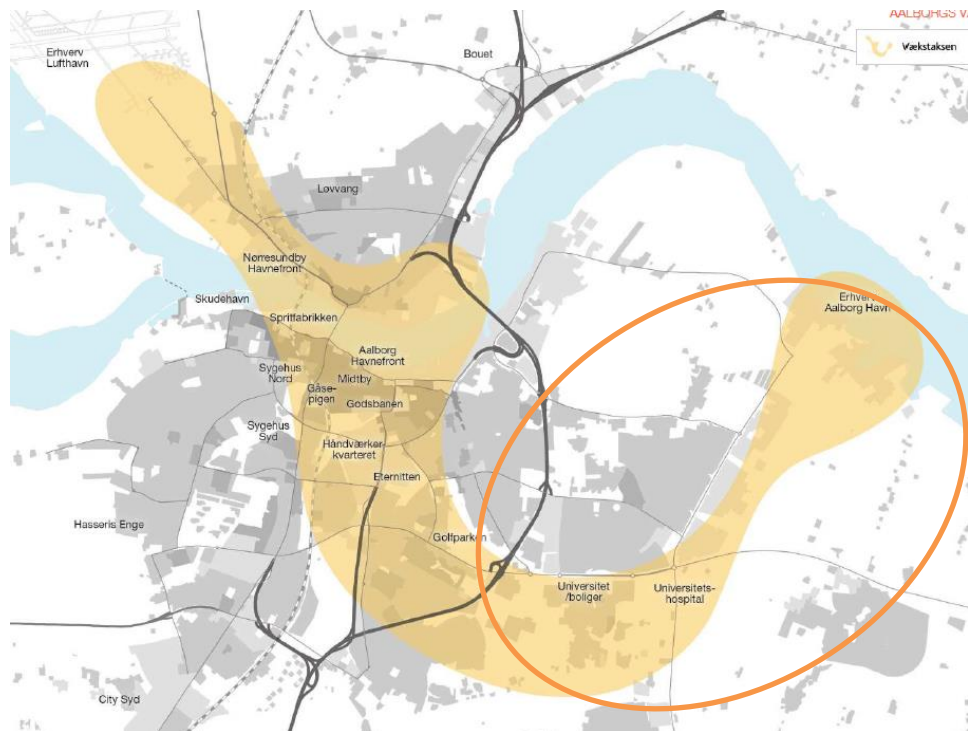 AALBORGS V
Vækstaksen
Erhverv
Lufthavn
Bouet
Løvvang
Nørresundby
Havnefront
Skudehavn
Spritfabrikken
Erhverv
Aalborg Havn
Aalborg
Havnefront
Sygehus
Nord
Midtby
Gåse-
pigen
Godsbanen
Sygehus
Syd
Håndværker-
kvarteret
Eternitten
Hasseris Enge
Golfparken
Universitet
/boliger
Universitets-
hospital
City Syd